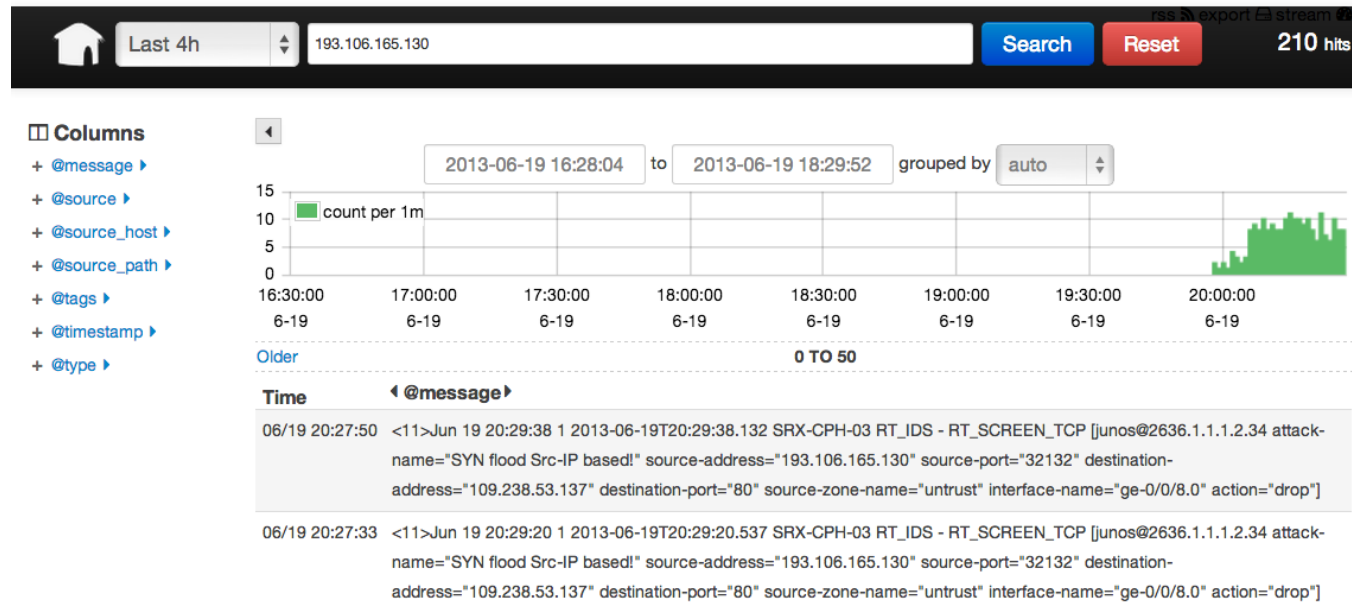 rss export stream
Last 4h 193.106.165.130 Search Reset 210 hits
Columns
+ @message
+ @source
+ @source_host
+ @source_path
+ @tags
+ @timestamp
+ @type
2013-06-19 16:28:04 to 2013-06-19 18:29:52 grouped by auto
15
10
5
0
count per 1m
16:30:00 17:00:00 17:30:00 18:00:00 18:30:00 19:00:00 19:30:00 20:00:00
6-19 6-19 6-19 6-19 6-19 6-19 6-19 6-19
Older 0 TO 50
Time @message
06/19 20:27:50 <11>Jun 19 20:29:38 1 2013-06-19T20:29:38.132 SRX-CPH-03 RT_IDS - RT_SCREEN_TCP [junos@2636.1.1.1.2.34 attack-
name="SYN flood Src-IP based!" source-address="193.106.165.130" source-port="32132" destination-
address="109.238.53.137" destination-port="80" source-zone-name="untrust" interface-name="ge-0/0/8.0" action="drop"]
06/19 20:27:33 <11>Jun 19 20:29:20 1 2013-06-19T20:29:20.537 SRX-CPH-03 RT_IDS - RT_SCREEN_TCP [junos@2636.1.1.1.2.34 attack-
name="SYN flood Src-IP based!" source-address="193.106.165.130" source-port="32132" destination-
address="109.238.53.137" destination-port="80" source-zone-name="untrust" interface-name="ge-0/0/8.0" action="drop"]